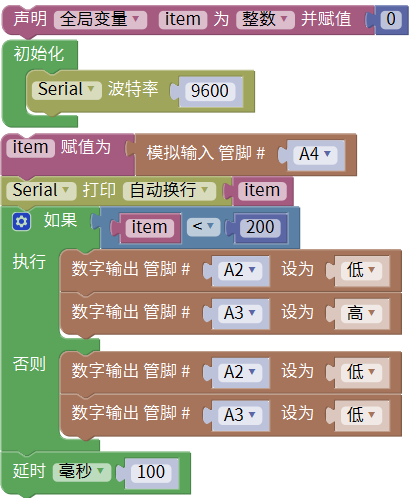 声明 全局变量 item 为 整数 并赋值 0
初始化
Serial 波特率 9600
item 赋值为 模拟输入 管脚 # A4
Serial 打印 自动换行 item
如果 item < 200
执行 数字输出 管脚 # A2 设为 低
数字输出 管脚 # A3 设为 高
否则 数字输出 管脚 # A2 设为 低
数字输出 管脚 # A3 设为 低
延时 毫秒 100